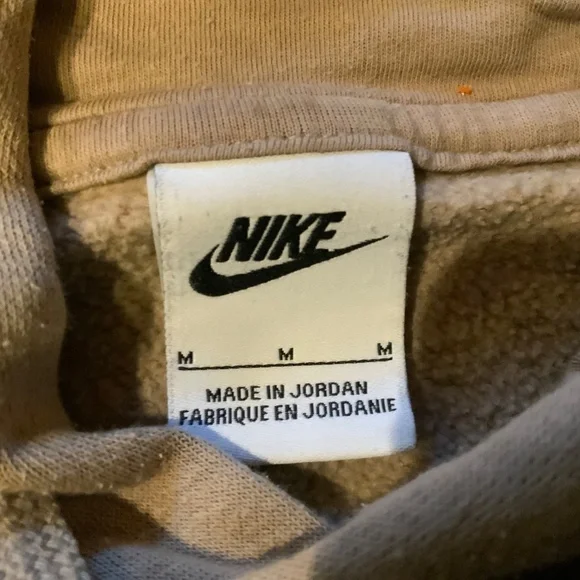 NIKE
M M M
MADE IN JORDAN
FABRIQUE EN JORDANIE